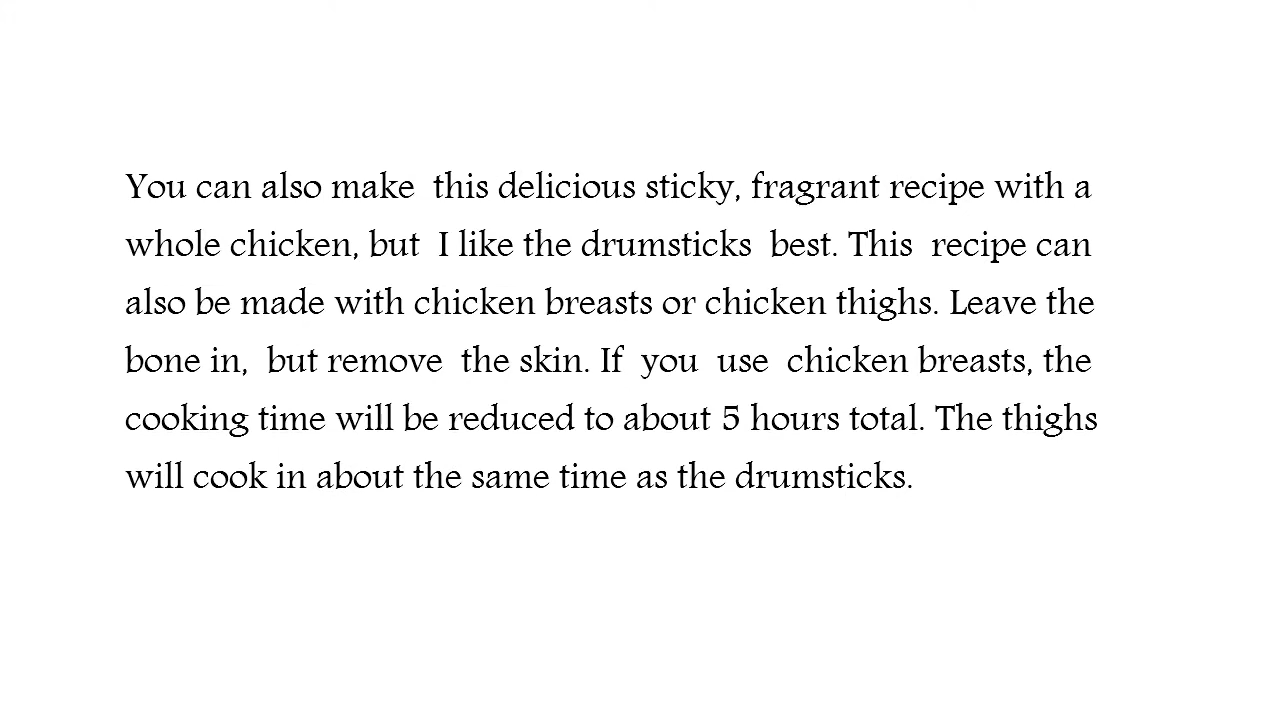 You can also make  this delicious sticky, fragrant recipe with a
whole chicken, but  I like the drumsticks  best. This  recipe can
also be made with chicken breasts or chicken thighs. Leave the
bone in,  but remove  the skin. If  you  use  chicken breasts, the
cooking time will be reduced to about 5 hours total. The thighs
will cook in about the same time as the drumsticks.